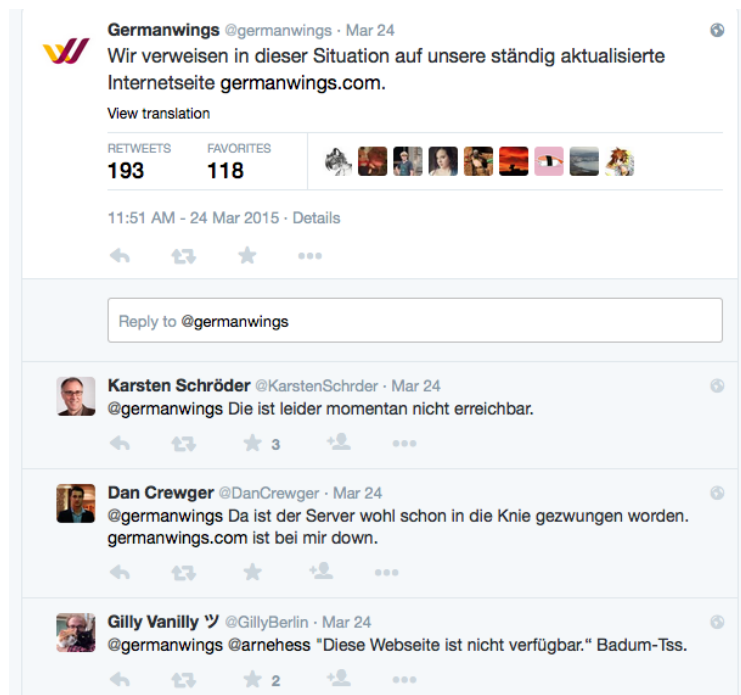 Germanwings @germanwings · Mar 24
Wir verweisen in dieser Situation auf unsere ständig aktualisierte
Internetseite germanwings.com.
View translation
RETWEETS FAVORITES
193 118
11:51 AM - 24 Mar 2015 · Details
Reply to @germanwings
Karsten Schröder @KarstenSchrder · Mar 24
@germanwings Die ist leider momentan nicht erreichbar.
3
Dan Crewger @DanCrewger · Mar 24
@germanwings Da ist der Server wohl schon in die Knie gezwungen worden.
germanwings.com ist bei mir down.
Gilly Vanilly ツ @GillyBerlin · Mar 24
@germanwings @arnehess "Diese Webseite ist nicht verfügbar.“ Badum-Tss.
2